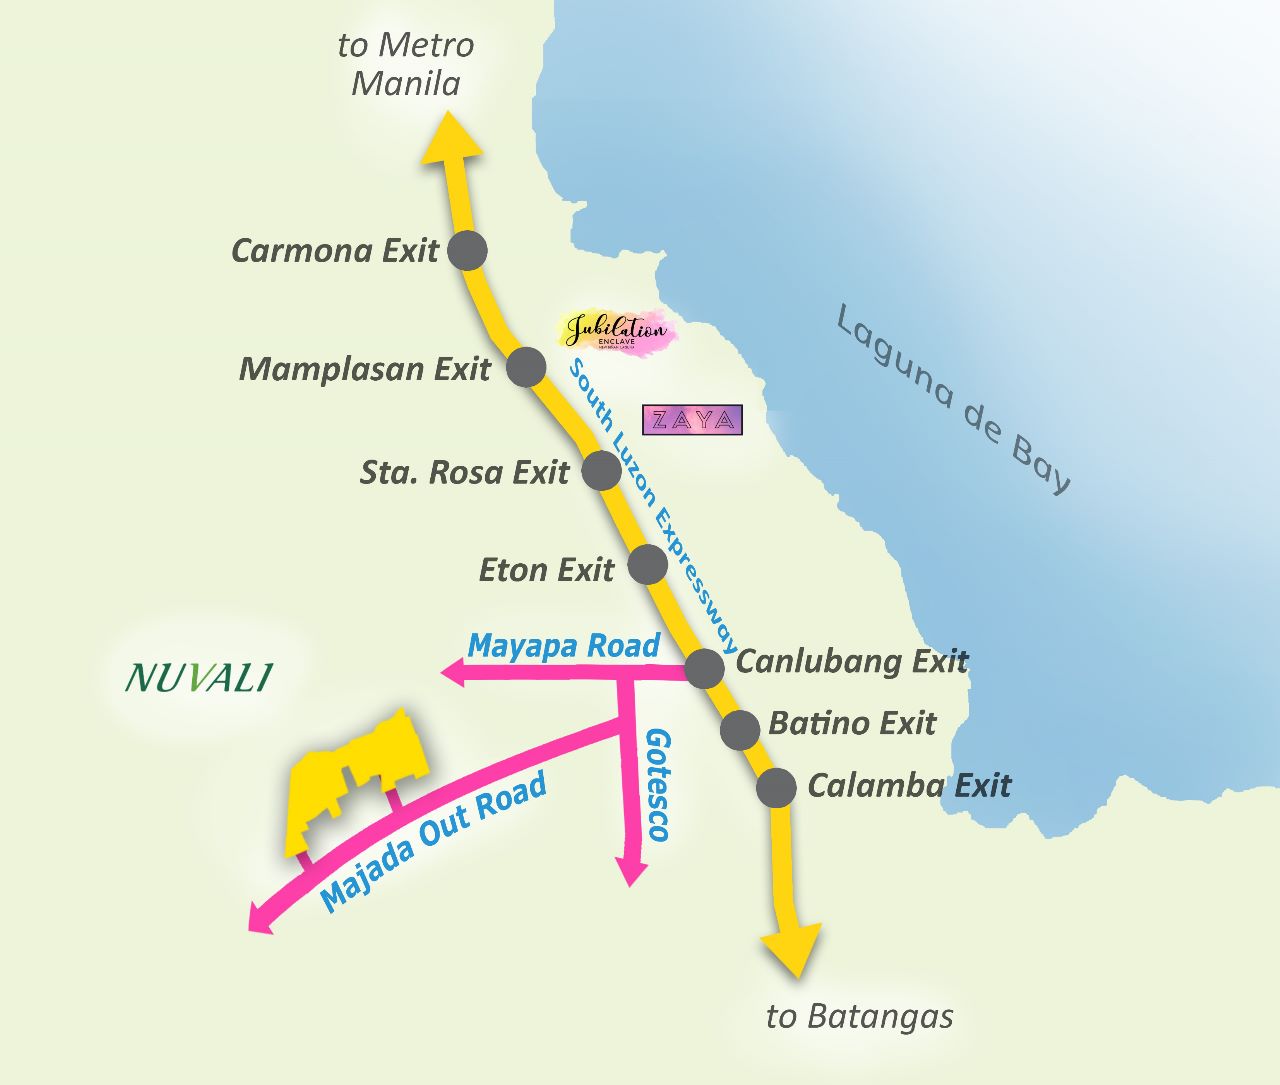 to Metro
Manila
Carmona Exit
Jubilation
ENCLAVE
Mamplasan Exit
South Luzon Expressway
ZAYA
Laguna de Bay
Sta. Rosa Exit
Eton Exit
Mayapa Road
Canlubang Exit
NUVALI
Batino Exit
Gotesco
Calamba Exit
Majada Out Road
to Batangas